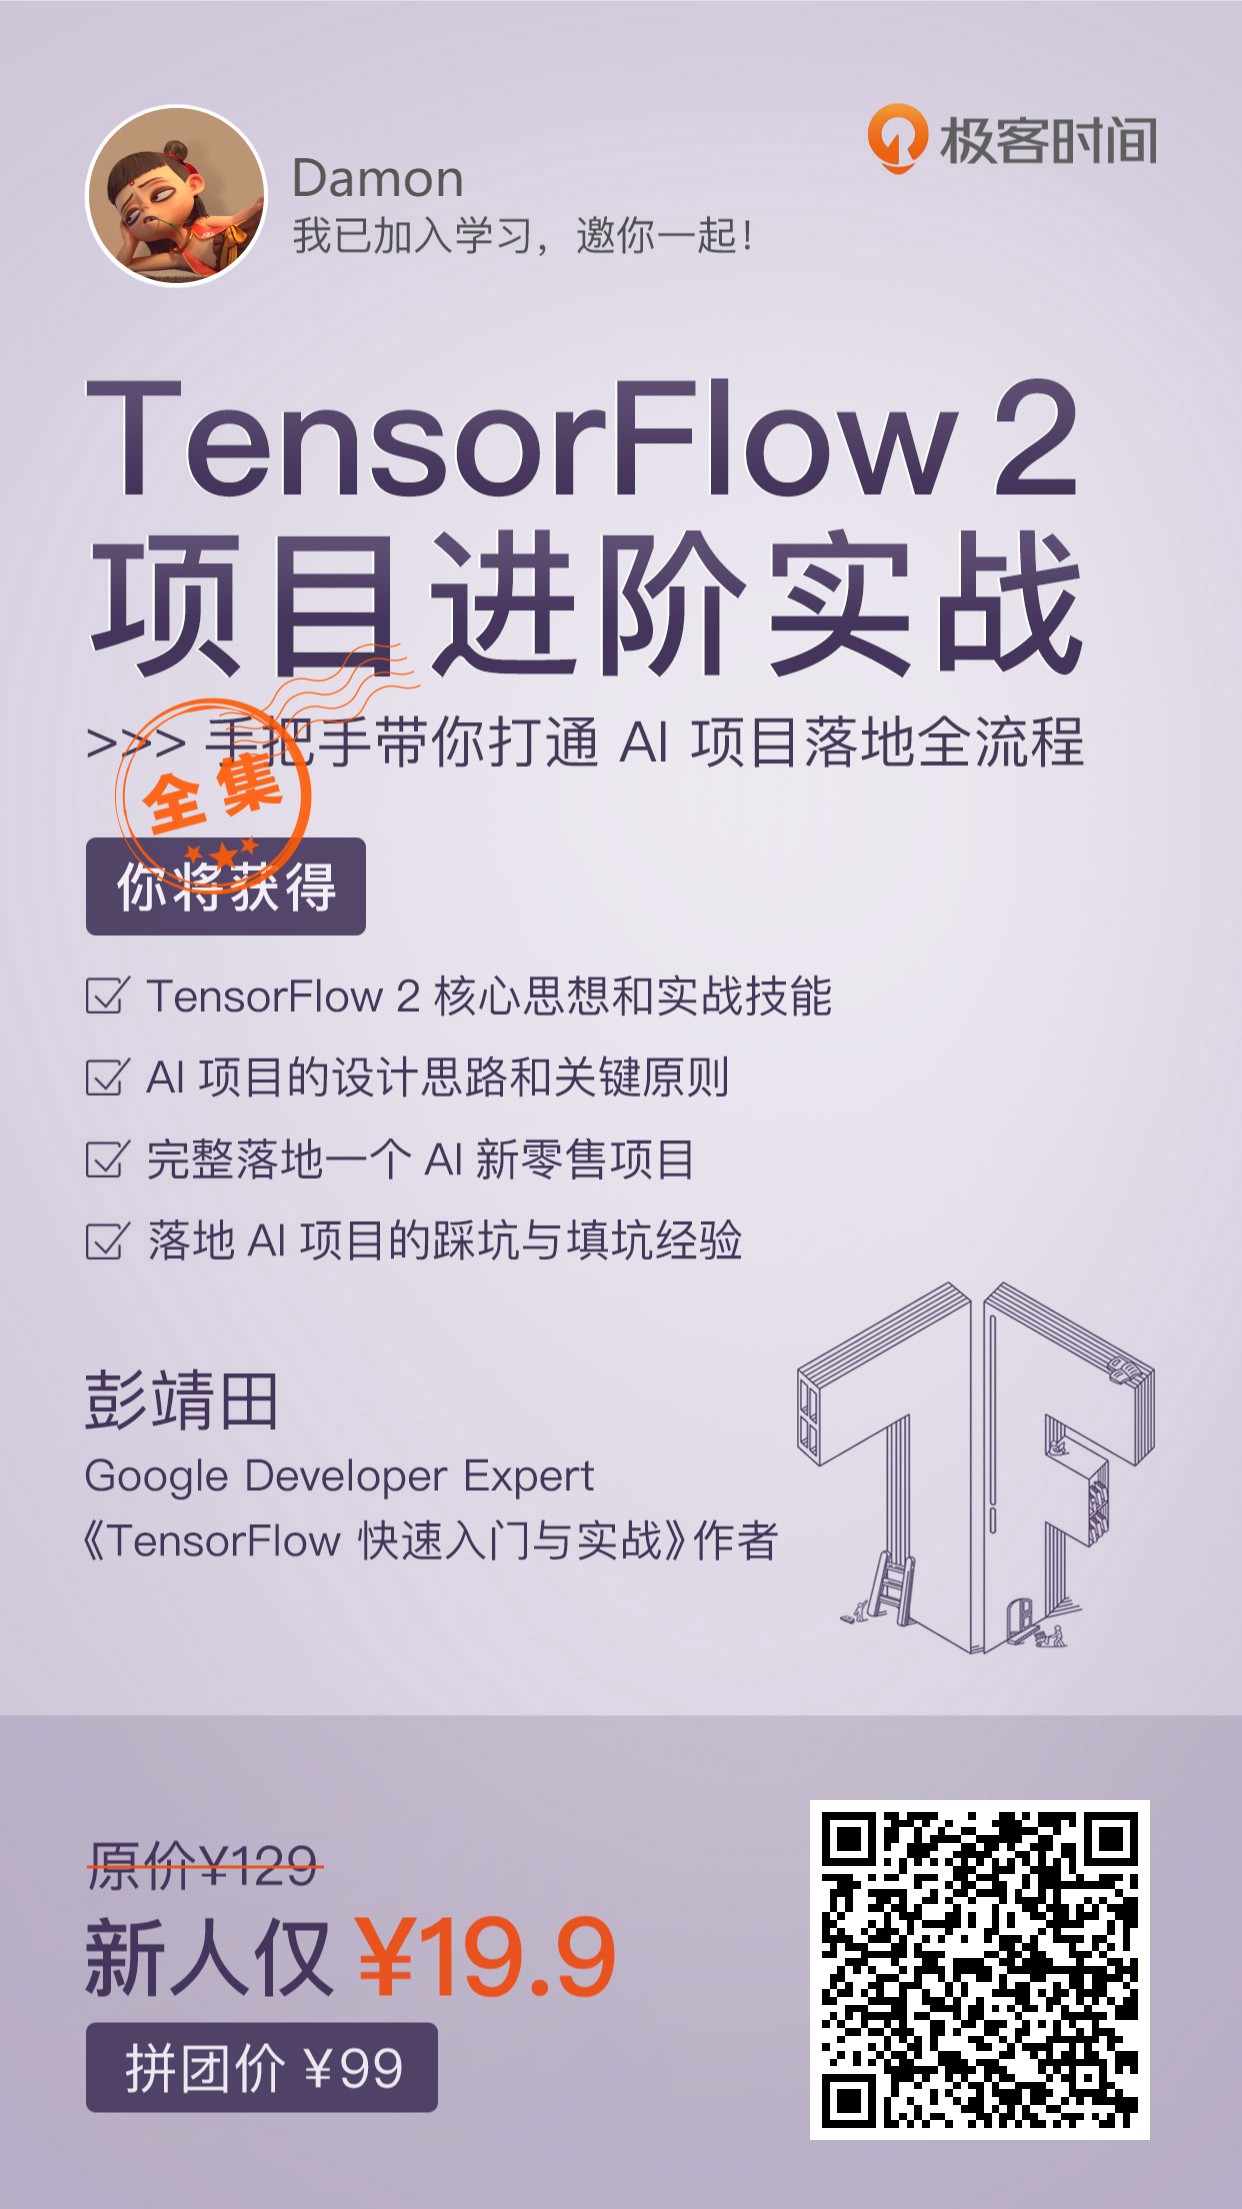 极客时间
Damon
我已加入学习，邀你一起！
TensorFlow 2
项目进阶实战
>>> 手把手带你打通 AI 项目落地全流程
全集
你将获得
TensorFlow 2 核心思想和实战技能
AI 项目的设计思路和关键原则
完整落地一个 AI 新零售项目
落地 AI 项目的踩坑与填坑经验
彭靖田
Google Developer Expert
《TensorFlow 快速入门与实战》作者
原价¥129
新人仅 ¥19.9
拼团价 ¥99